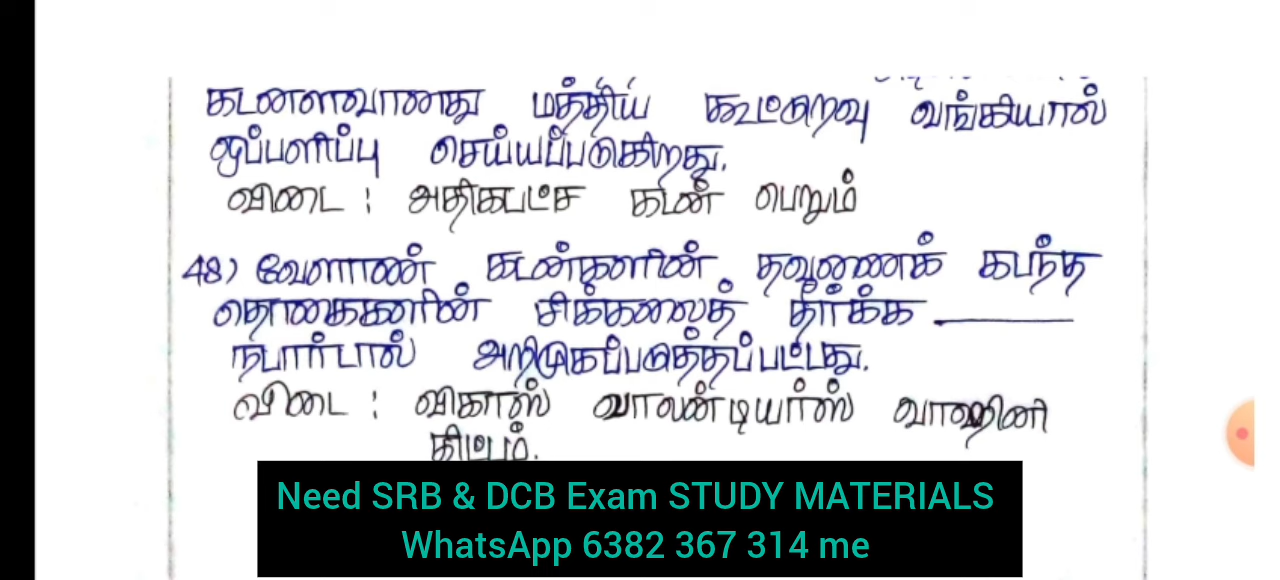 கடனளவானது மத்திய கூட்டுறவு வங்கியால்
ஒப்பளிப்பு செய்யப்படுகிறது.
விடை : அதிகபட்ச கடன் பெறும்
48) வேளாண் கடன்களின் தவணைக் கடந்த
தொகைகளின் சிக்கலைத் தீர்க்க ________
நபார்டால் அறிமுகப்படுத்தப்பட்டது.
விடை : விகாஸ் வாலன்டியர்ஸ் வாஹினி
திட்டம்.
Need SRB & DCB Exam STUDY MATERIALS
WhatsApp 6382 367 314 me